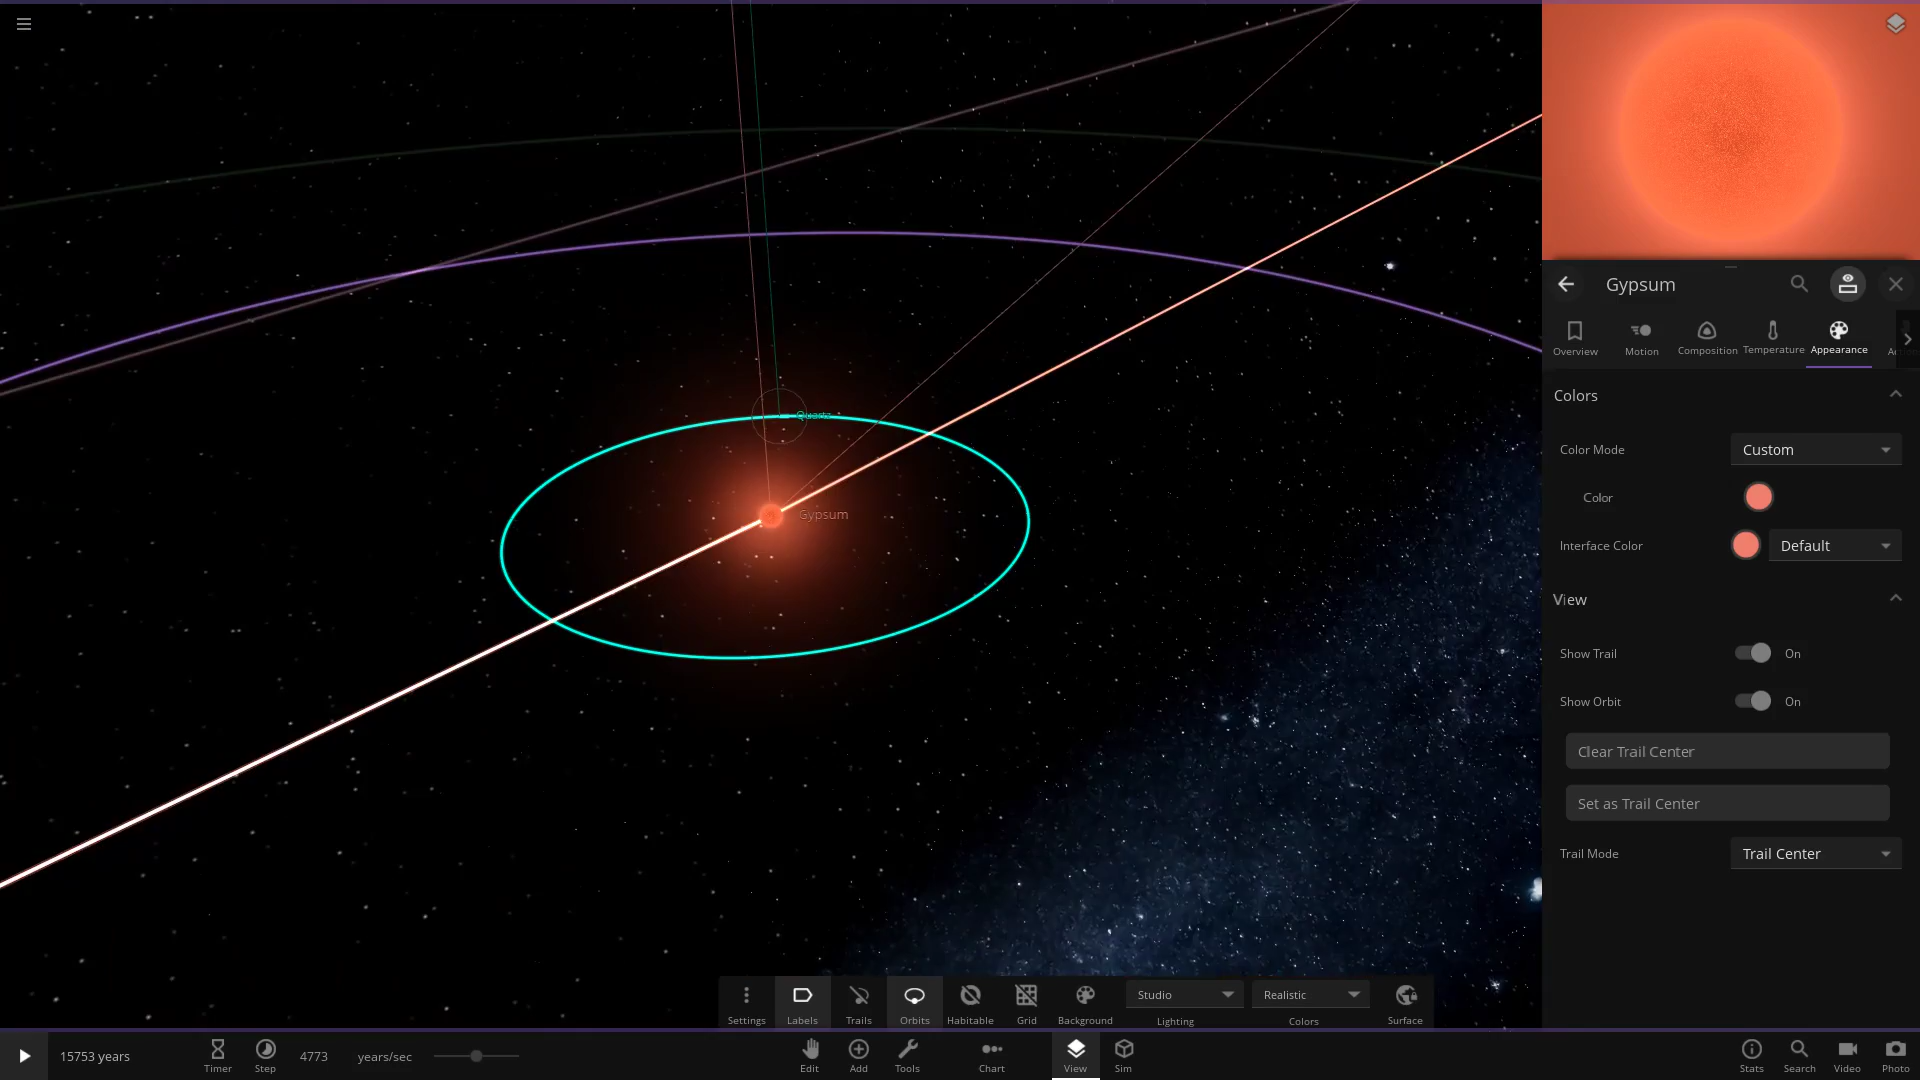 Quartz
Gypsum
Gypsum
Overview
Motion
Composition
Temperature
Appearance
Colors
Color Mode
Custom
Color
Interface Color
Default
View
Show Trail
On
Show Orbit
On
Clear Trail Center
Set as Trail Center
Trail Mode
Trail Center
Settings
Labels
Trails
Orbits
Habitable
Grid
Background
Studio
Lighting
Realistic
Colors
Surface
15753 years
Timer
Step
4773
years/sec
Edit
Add
Tools
Chart
View
Sim
Stats
Search
Video
Photo